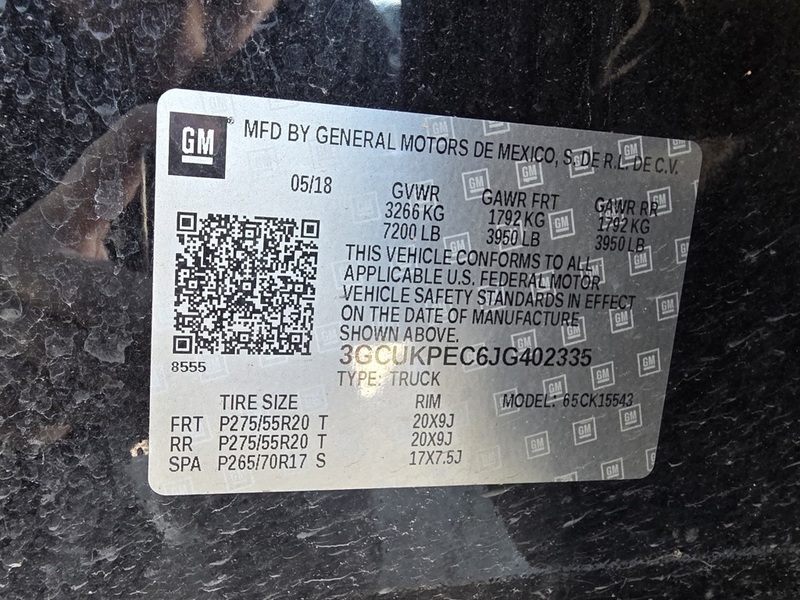 GM ® MFD BY GENERAL MOTORS DE MEXICO, S. DE R.L. DE C.V.
05/18 GVWR GAWR FRT GAWR RR
3266 KG 1792 KG 1792 KG
7200 LB 3950 LB 3950 LB
THIS VEHICLE CONFORMS TO ALL
APPLICABLE U.S. FEDERAL MOTOR
VEHICLE SAFETY STANDARDS IN EFFECT
ON THE DATE OF MANUFACTURE
SHOWN ABOVE.
8555 3GCUKPEC6JG402335
TYPE: TRUCK
TIRE SIZE RIM MODEL: 65CK15543
FRT P275/55R20 T 20X9J
RR P275/55R20 T 20X9J
SPA P265/70R17 S 17X7.5J